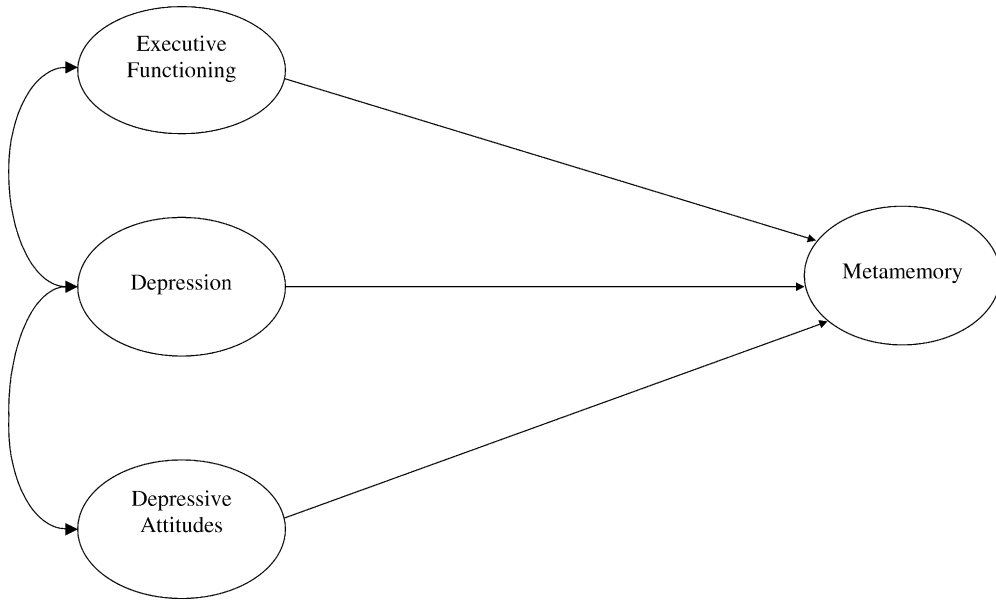 Executive
Functioning
Depression
Metamemory
Depressive
Attitudes